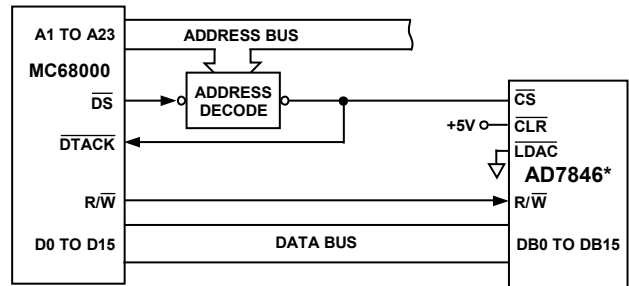 A1 TO A23
ADDRESS BUS
MC68000
DS
ADDRESS
DECODE
CS
+5V
CLR
DTACK
LDAC
AD7846*
R/W
R/W
D0 TO D15
DATA BUS
DB0 TO DB15